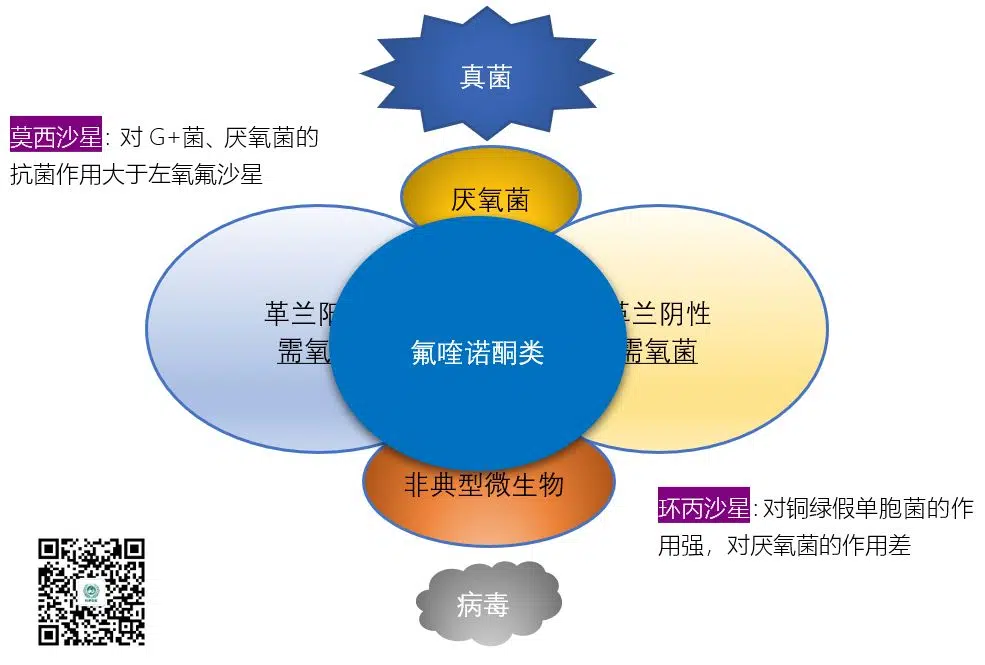 真菌
莫西沙星：对 G+菌、厌氧菌的
抗菌作用大于左氧氟沙星
厌氧菌
革兰阳
需氧
氟喹诺酮类
革兰阴性
需氧菌
非典型微生物
环丙沙星：对铜绿假单胞菌的作
用强，对厌氧菌的作用差
病毒